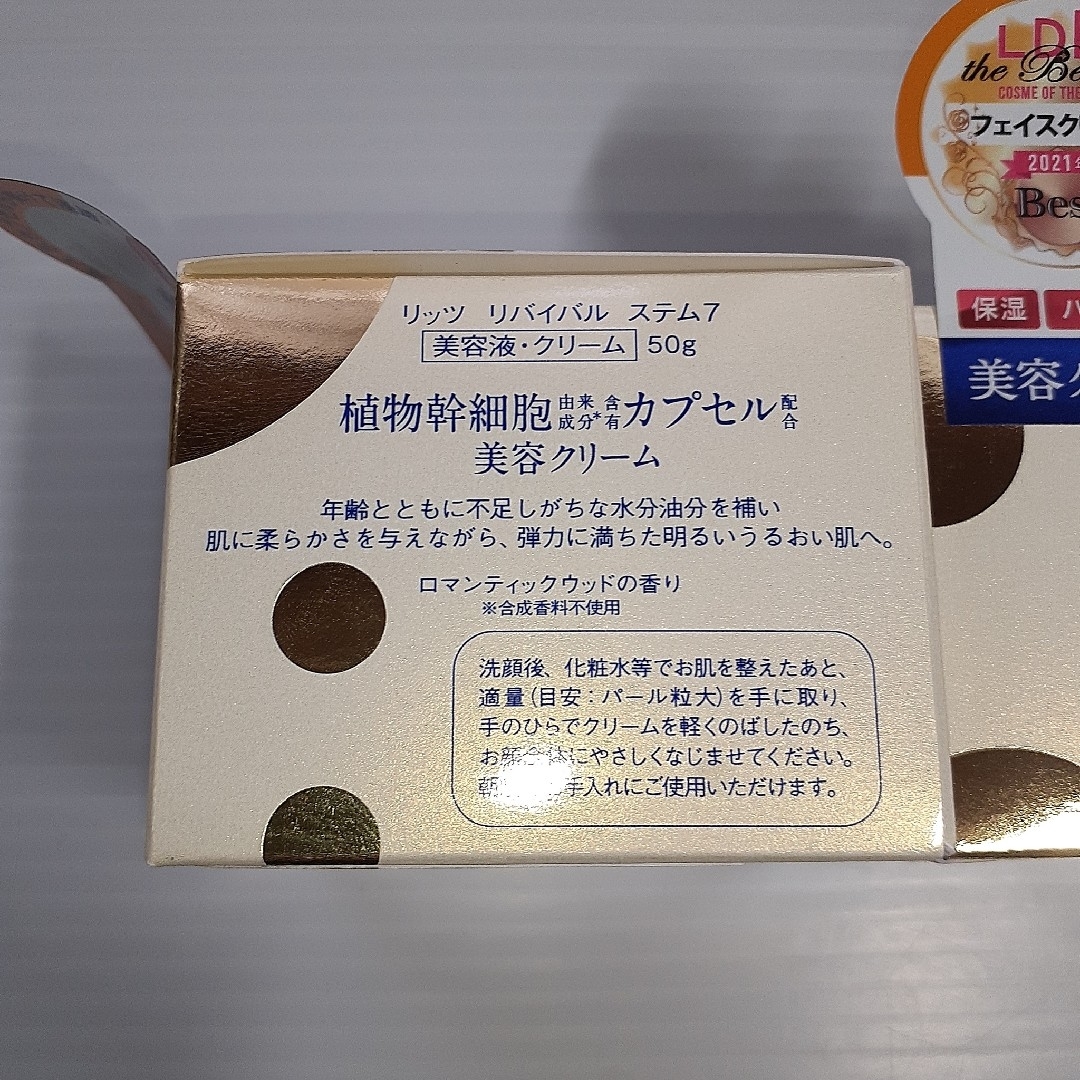 リッツ リバイバル ステム7
美容液・クリーム 50g
植物幹細胞由来成分*含有カプセル配合
美容クリーム
年齢とともに不足しがちな水分油分を補い
肌に柔らかさを与えながら、弾力に満ちた明るいうるおい肌へ。
ロマンティックウッドの香り
※合成香料不使用
洗顔後、化粧水等でお肌を整えたあと、
適量(目安:パール粒大)を手に取り、
手のひらでクリームを軽くのばしたのち、
お顔全体にやさしくなじませてください。
朝 手入れにご使用いただけます。
the
COSME OF THE
フェイスク
2021
保湿
美容